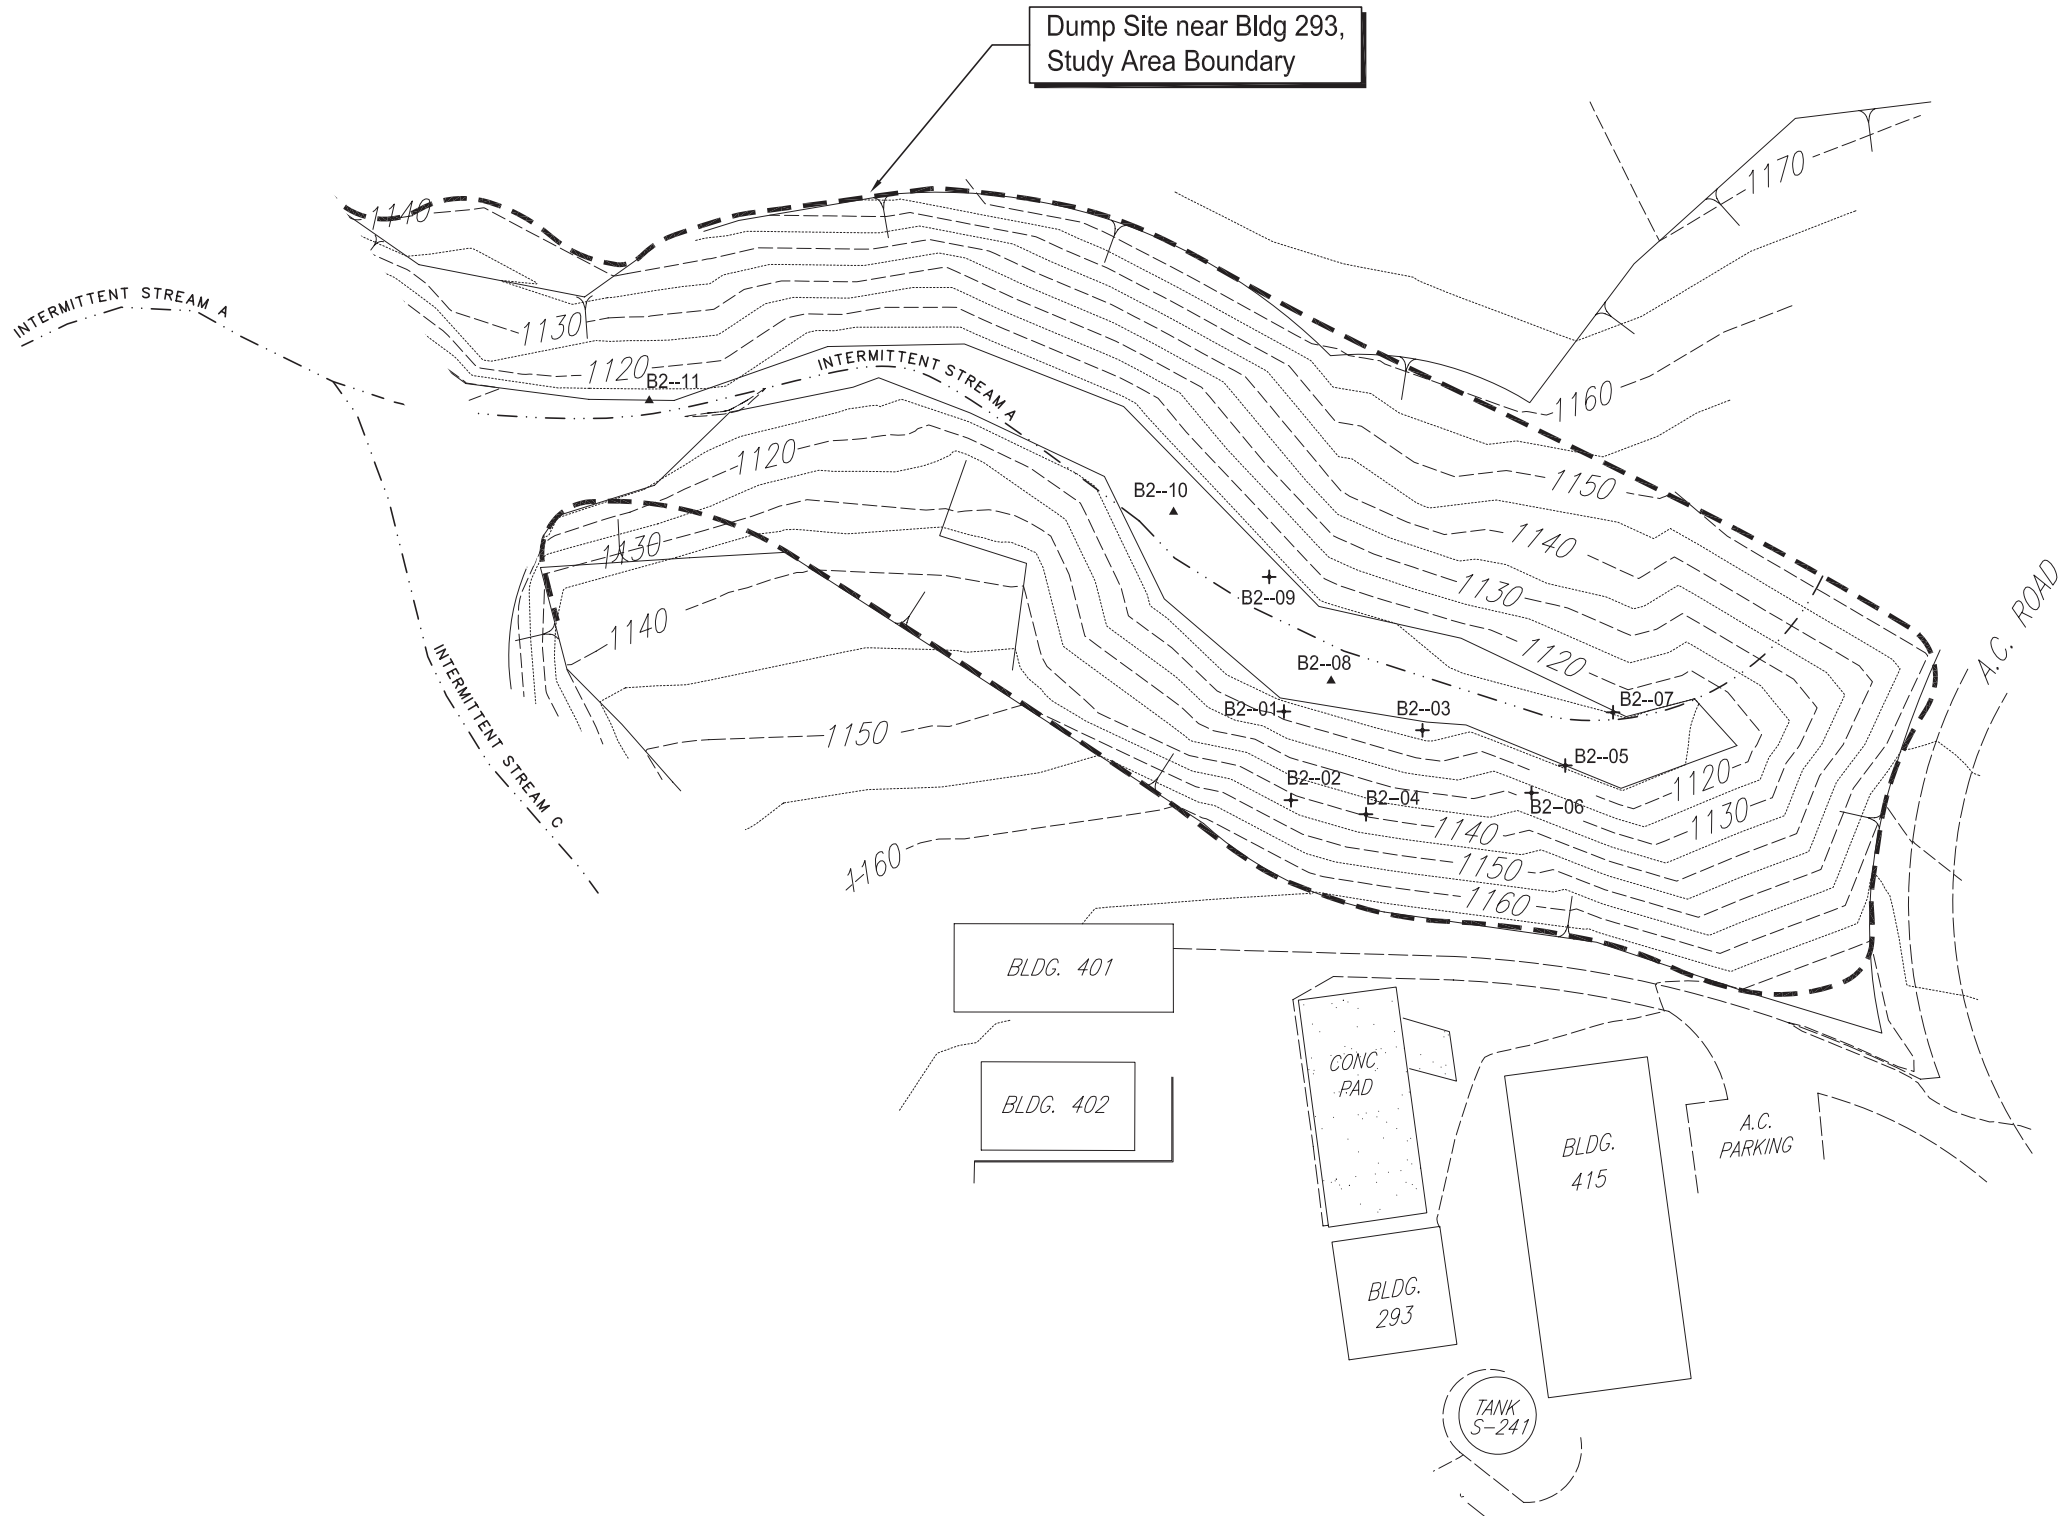 Dump Site near Bldg 293,
Study Area Boundary
1170
1140
INTERMITTENT STREAM A
1130
1120
B2--11
INTERMITTENT STREAM A
1160
1120
1150
B2--10
1140
1130
1130
B2--09
1140
A.C. ROAD
1120
B2--08
INTERMITTENT STREAM C
B2--01
B2--03
B2--07
1150
B2--05
B2--02
1120
B2--04
B2--06
1130
1140
1150
1160
1160
BLDG. 401
CONC
PAD
BLDG. 402
A.C.
PARKING
BLDG.
415
BLDG.
293
TANK
S-241